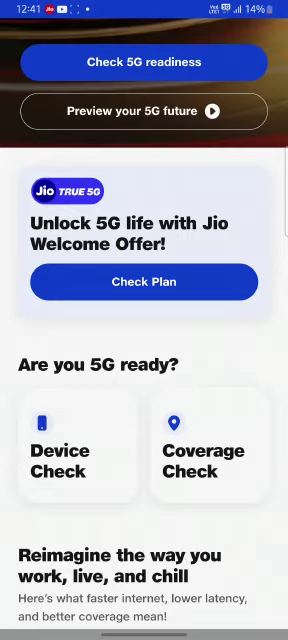 12:41 Jio 14%
Check 5G readiness
Preview your 5G future
Jio TRUE 5G
Unlock 5G life with Jio
Welcome Offer!
Check Plan
Are you 5G ready?
Device
Check
Coverage
Check
Reimagine the way you
work, live, and chill
Here's what faster internet, lower latency,
and better coverage mean!